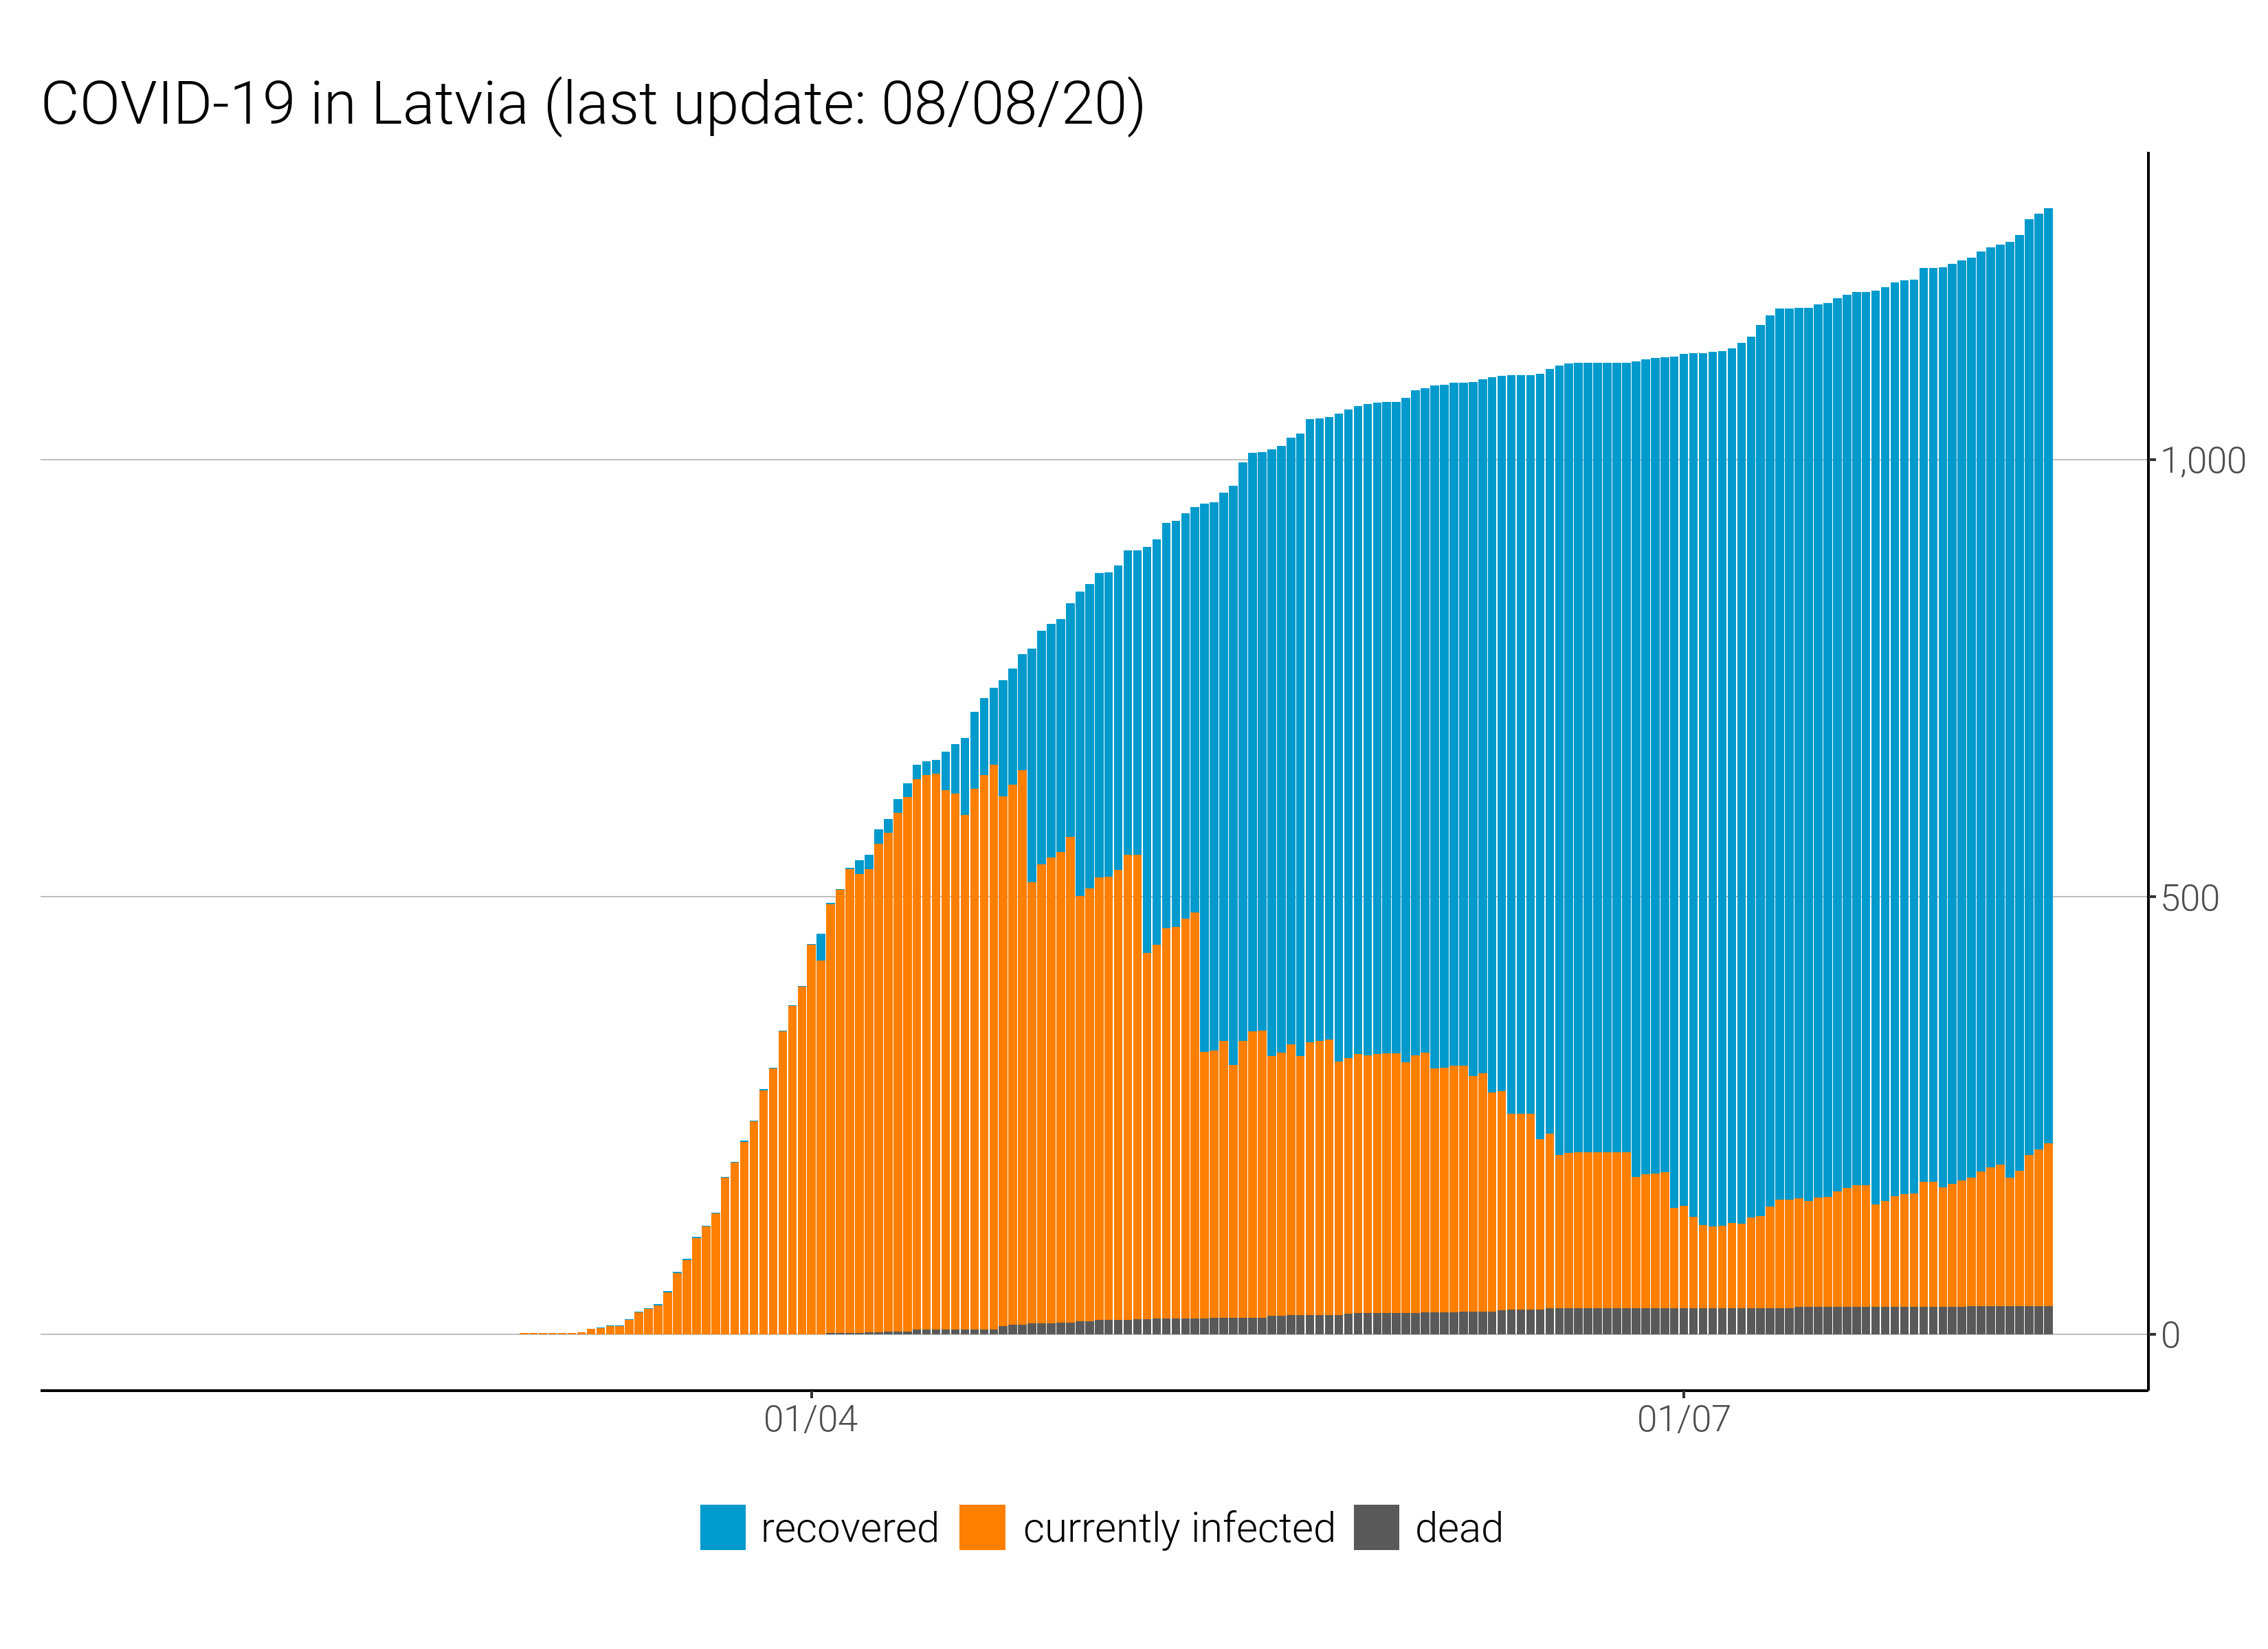 COVID-19 in Latvia (last update: 08/08/20)
1,000
500
0
01/04 01/07
recovered currently infected dead